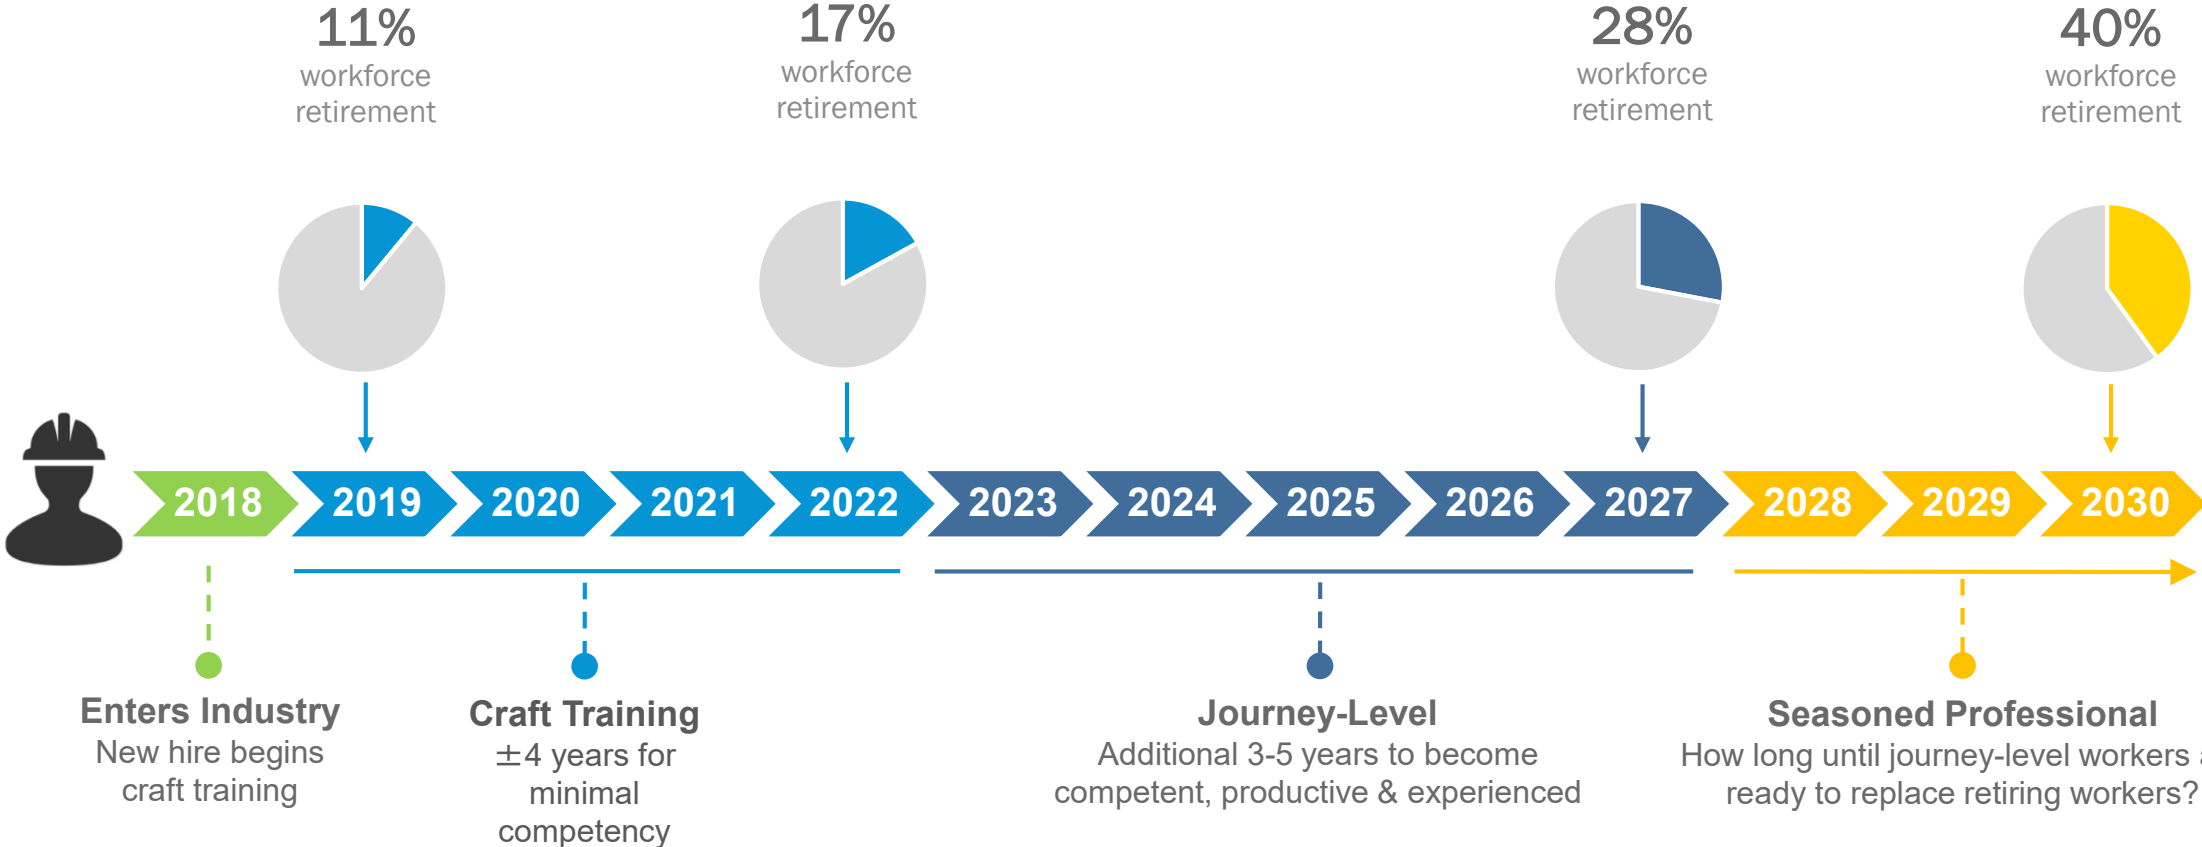 11%
workforce
retirement
17%
workforce
retirement
28%
workforce
retirement
40%
workforce
retirement
2018
2019
2020
2021
2022
2023
2024
2025
2026
2027
2028
2029
2030
Enters Industry
New hire begins
craft training
Craft Training
±4 years for
minimal
competency
Journey-Level
Additional 3-5 years to become
competent, productive & experienced
Seasoned Professional
How long until journey-level workers
ready to replace retiring workers?